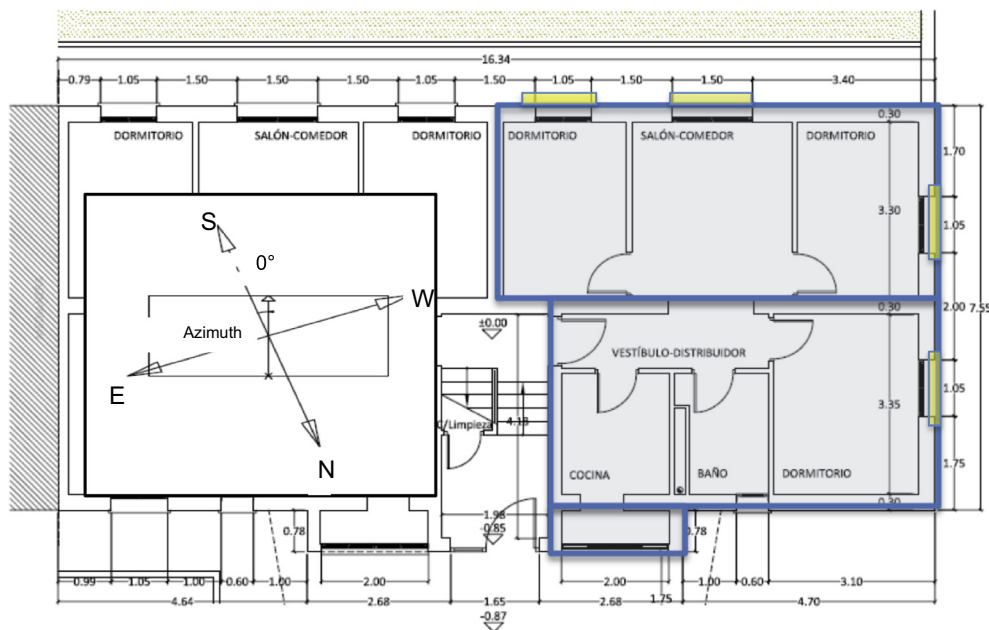 16.34
0.79 1.05 1.50 1.50 1.50 1.05 1.50 1.05 1.50 1.50 3.40
DORMITORIO SALÓN-COMEDOR DORMITORIO DORMITORIO SALÓN-COMEDOR DORMITORIO
0.30
1.70
3.30
1.05
S
0°
W
Azimuth
E
N
±0.00
0.30
2.00
7.55
VESTÍBULO-DISTRIBUIDOR
1.05
3.35
C/Limpieza
4.18
COCINA BAÑO DORMITORIO
1.75
0.30
1.98
-0.85
0.78
0.78
0.99 1.05 1.00 0.60 1.00 2.00 2.00 1.00 0.60 3.10
4.64 2.68 1.65 2.68 1.75 4.70
-0.87